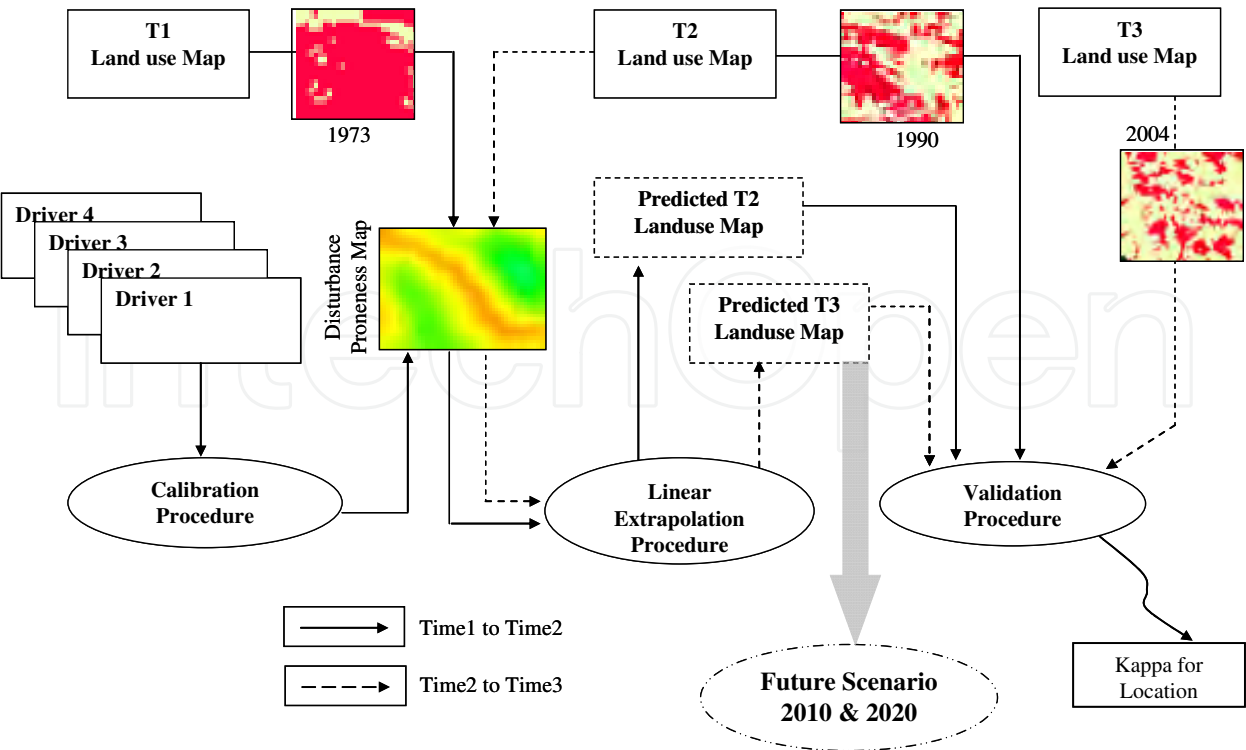 T1
Land use Map
1973
T2
Land use Map
1990
T3
Land use Map
2004
Driver 4
Driver 3
Driver 2
Driver 1
Disturbance
Proneness Map
Predicted T2
Landuse Map
Predicted T3
Landuse Map
IntechOpen
Calibration
Procedure
Linear
Extrapolation
Procedure
Validation
Procedure
Time1 to Time2
Time2 to Time3
Future Scenario
2010 & 2020
Kappa for
Location